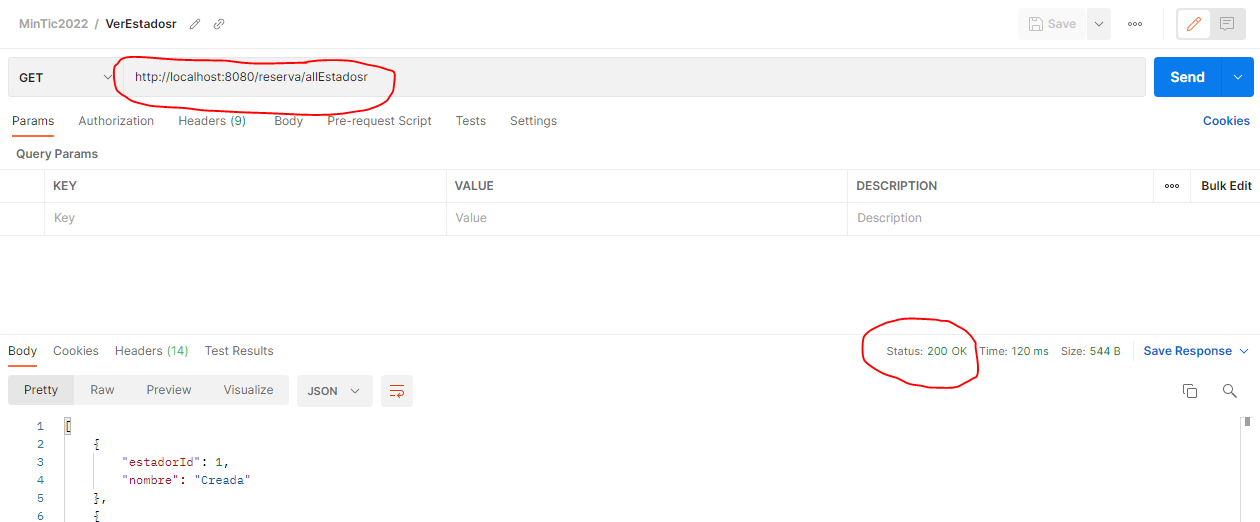 MinTic2022 / VerEstadosr Save
GET http://localhost:8080/reserva/allEstadosr Send
Params Authorization Headers (9) Body Pre-request Script Tests Settings Cookies
Query Params
KEY VALUE DESCRIPTION Bulk Edit
Key Value Description
Body Cookies Headers (14) Test Results Status: 200 OK Time: 120 ms Size: 544 B Save Response
Pretty Raw Preview Visualize JSON
1 [
2 {
3 "estadorId": 1,
4 "nombre": "Creada"
5 },
6 {